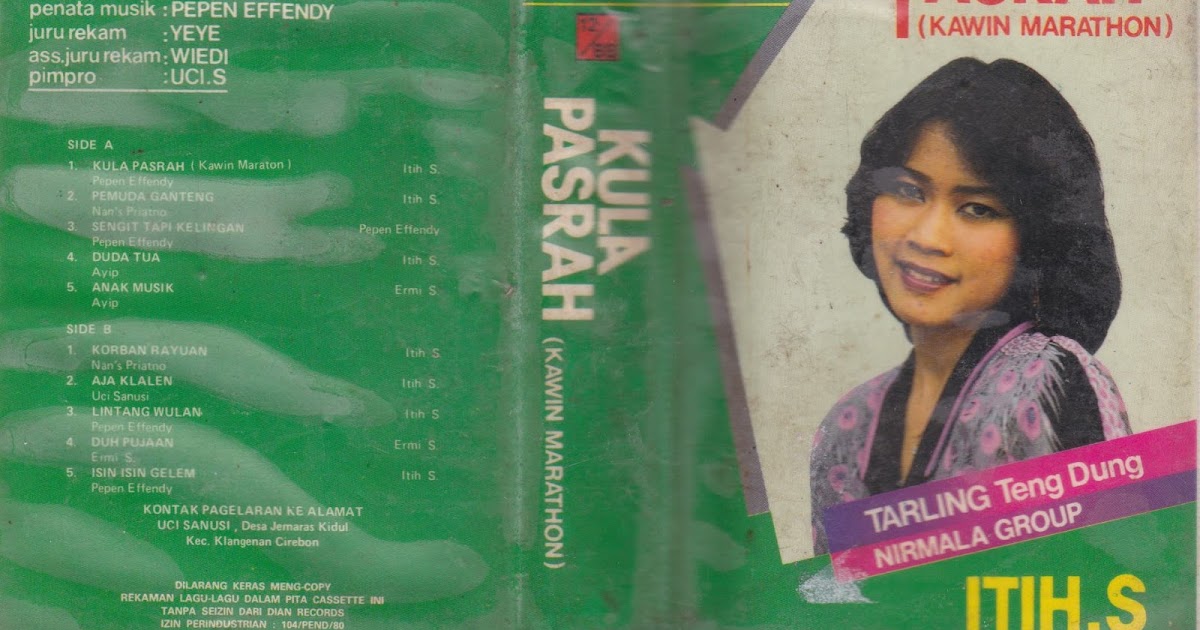 penata musik : PEPEN EFFENDY
juru rekam : YEYE
ass.juru rekam : WIEDI
pimpro : UCI.S
SIDE A
1. KULA PASRAH (Kawin Maraton) Itih S.
Pepen Effendy
2. PEMUDA GANTENG Itih S.
Nan's Priatno
3. SENGIT TAPI KELINGAN Pepen Effendy
Pepen Effendy
4. DUDA TUA Itih S.
Ayip
5. ANAK MUSIK Ermi S.
Ayip
SIDE B
1. KORBAN RAYUAN Itih S.
Nan's Priatno
2. AJA KLALEN Itih S.
Uci Sanusi
3. LINTANG WULAN Itih S
Pepen Effendy
4. DUH PUJAAN Ermi S.
Ermi S.
5. ISIN ISIN GELEM Itih S.
Pepen Effendy
KONTAK PAGELARAN KE ALAMAT
UCI SANUSI, Desa Jemaras Kidul
Kec. Klangenan Cirebon
DILARANG KERAS MENG-COPY
REKAMAN LAGU-LAGU DALAM PITA CASSETTE INI
TANPA SEIZIN DARI DIAN RECORDS
IZIN PERINDUSTRIAN : 104/PEND/80
KULA
PASRAH (KAWIN MARATHON)
(KAWIN MARATHON)
TARLING Teng Dung
NIRMALA GROUP
ITIH.S